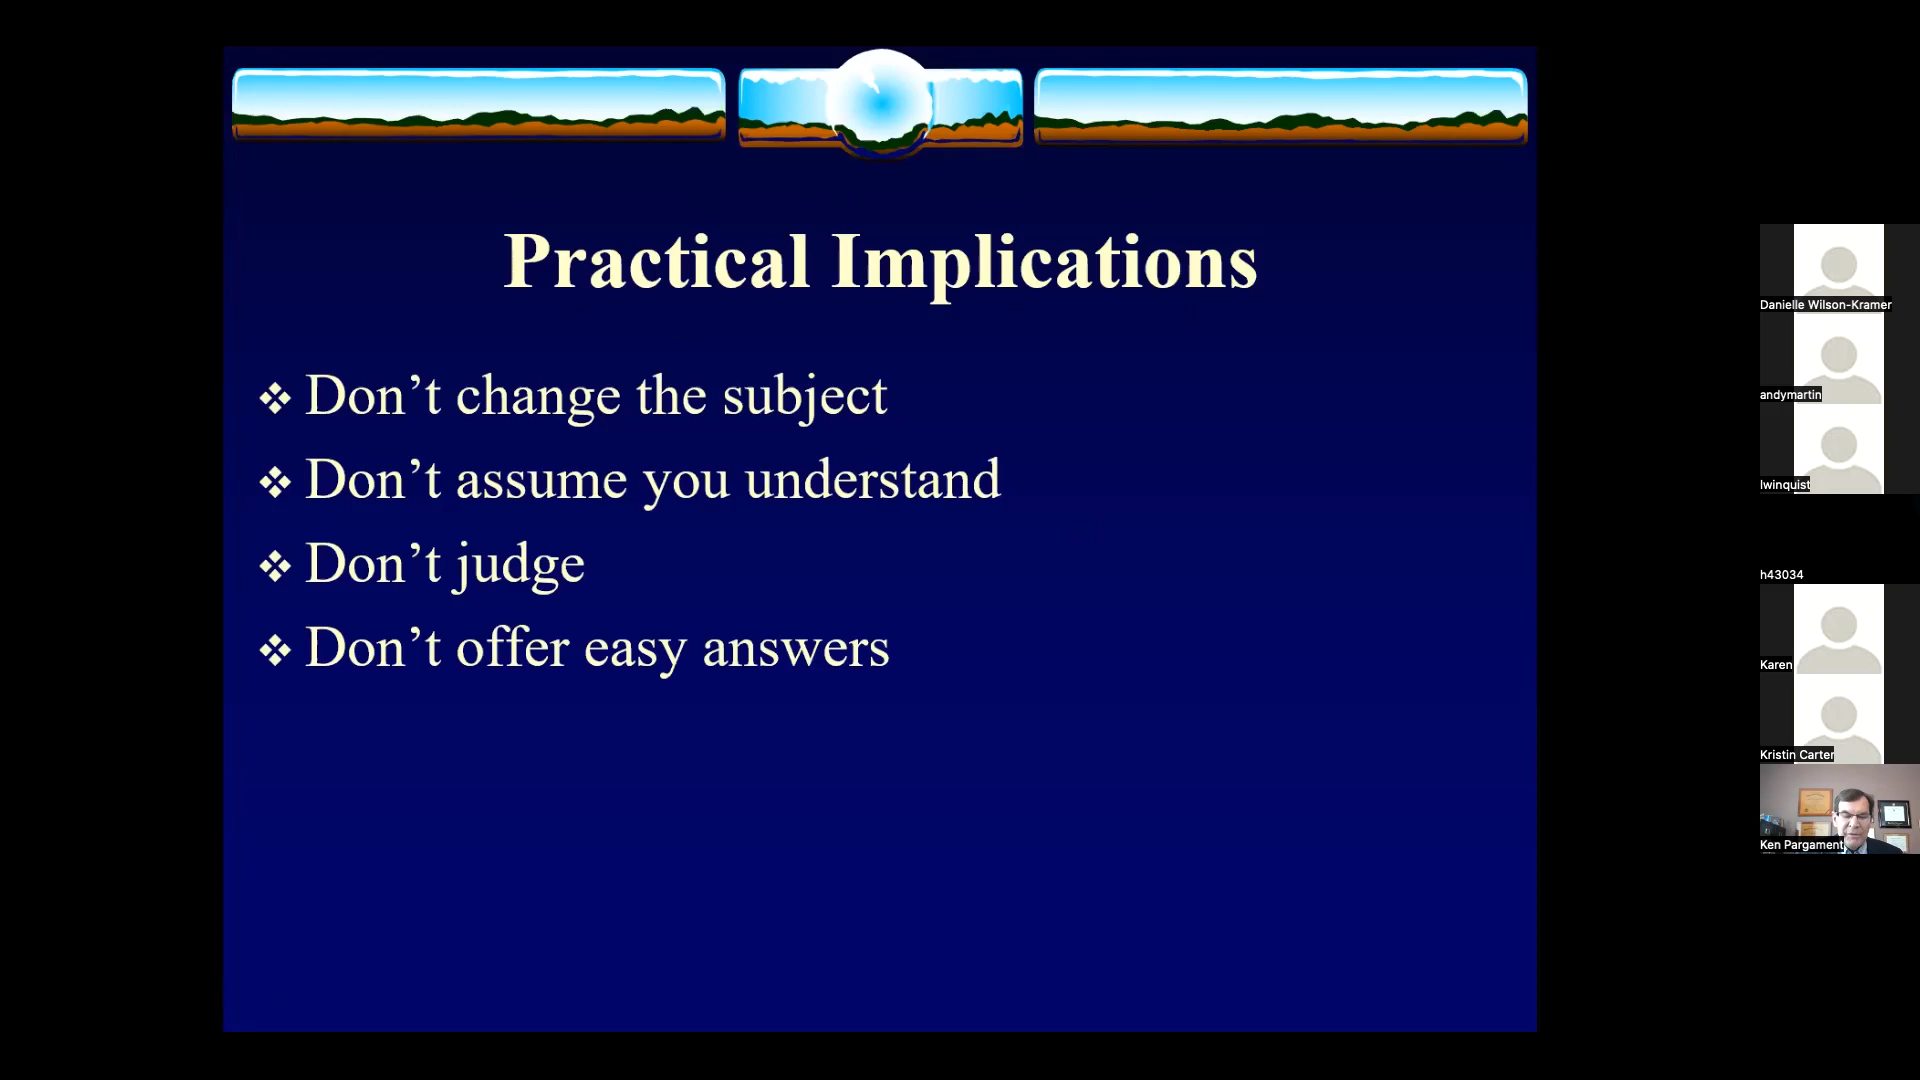 Practical Implications
❖ Don’t change the subject
❖ Don’t assume you understand
❖ Don’t judge
❖ Don’t offer easy answers
Danielle Wilson-Kramer
andymartin
lwinquist
h43034
Karen
Kristin Carter
Ken Pargament